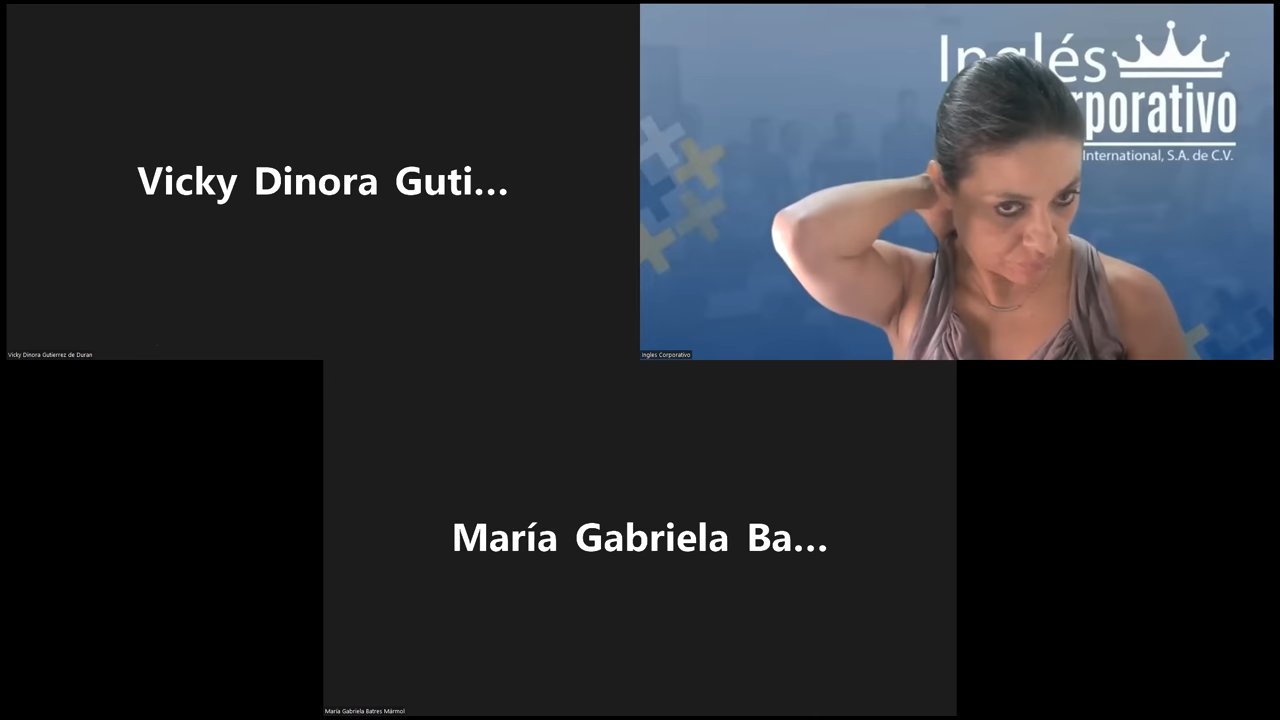 Vicky Dinora Guti...
Vicky Dinora Gutierrez de Duran
Inglés
rporativo
International, S.A. de C.V.
Ingles Corporativo
María Gabriela Ba...
María Gabriela Batres Mármol